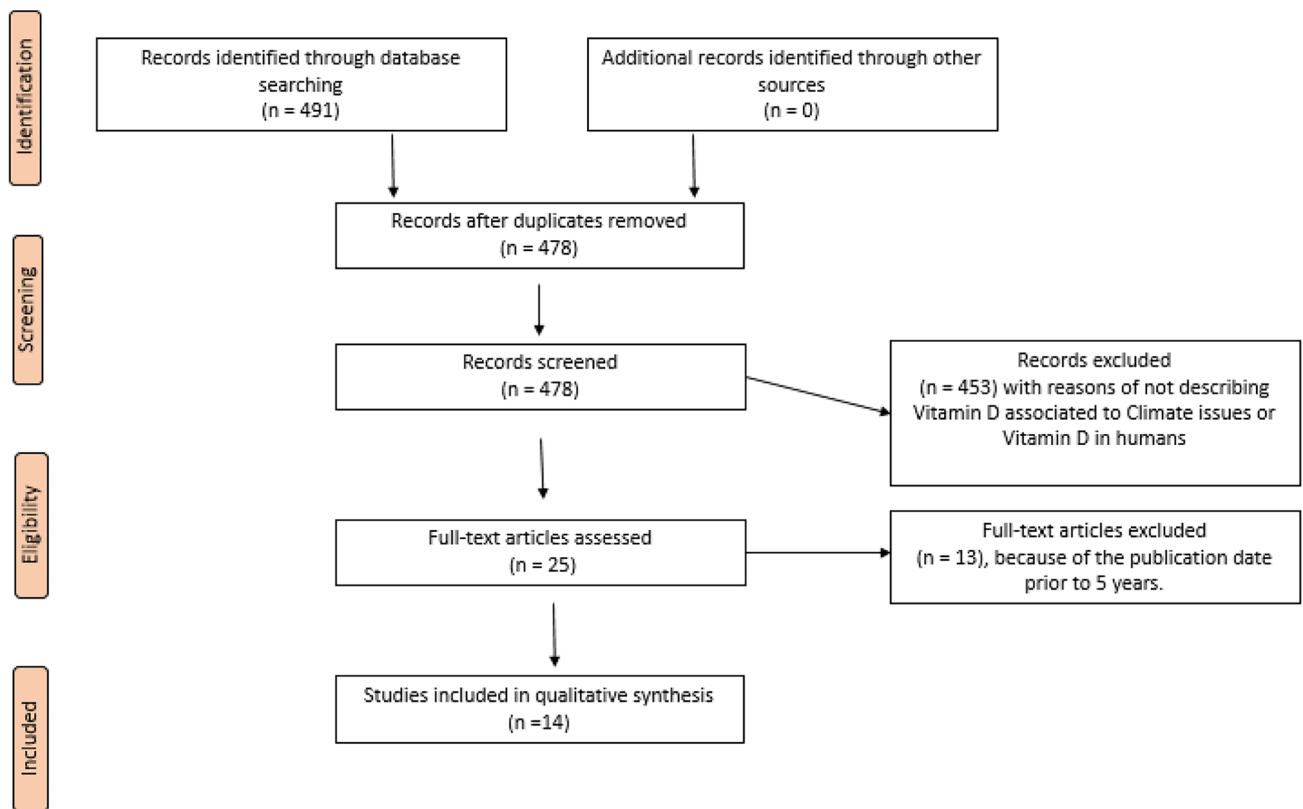 Identification
Records identified through database
searching
(n = 491)
Additional records identified through other
sources
(n = 0)
Records after duplicates removed
(n = 478)
Screening
Records screened
(n = 478)
Records excluded
(n = 453) with reasons of not describing
Vitamin D associated to Climate issues or
Vitamin D in humans
Eligibility
Full-text articles assessed
(n = 25)
Full-text articles excluded
(n = 13), because of the publication date
prior to 5 years.
Included
Studies included in qualitative synthesis
(n =14)